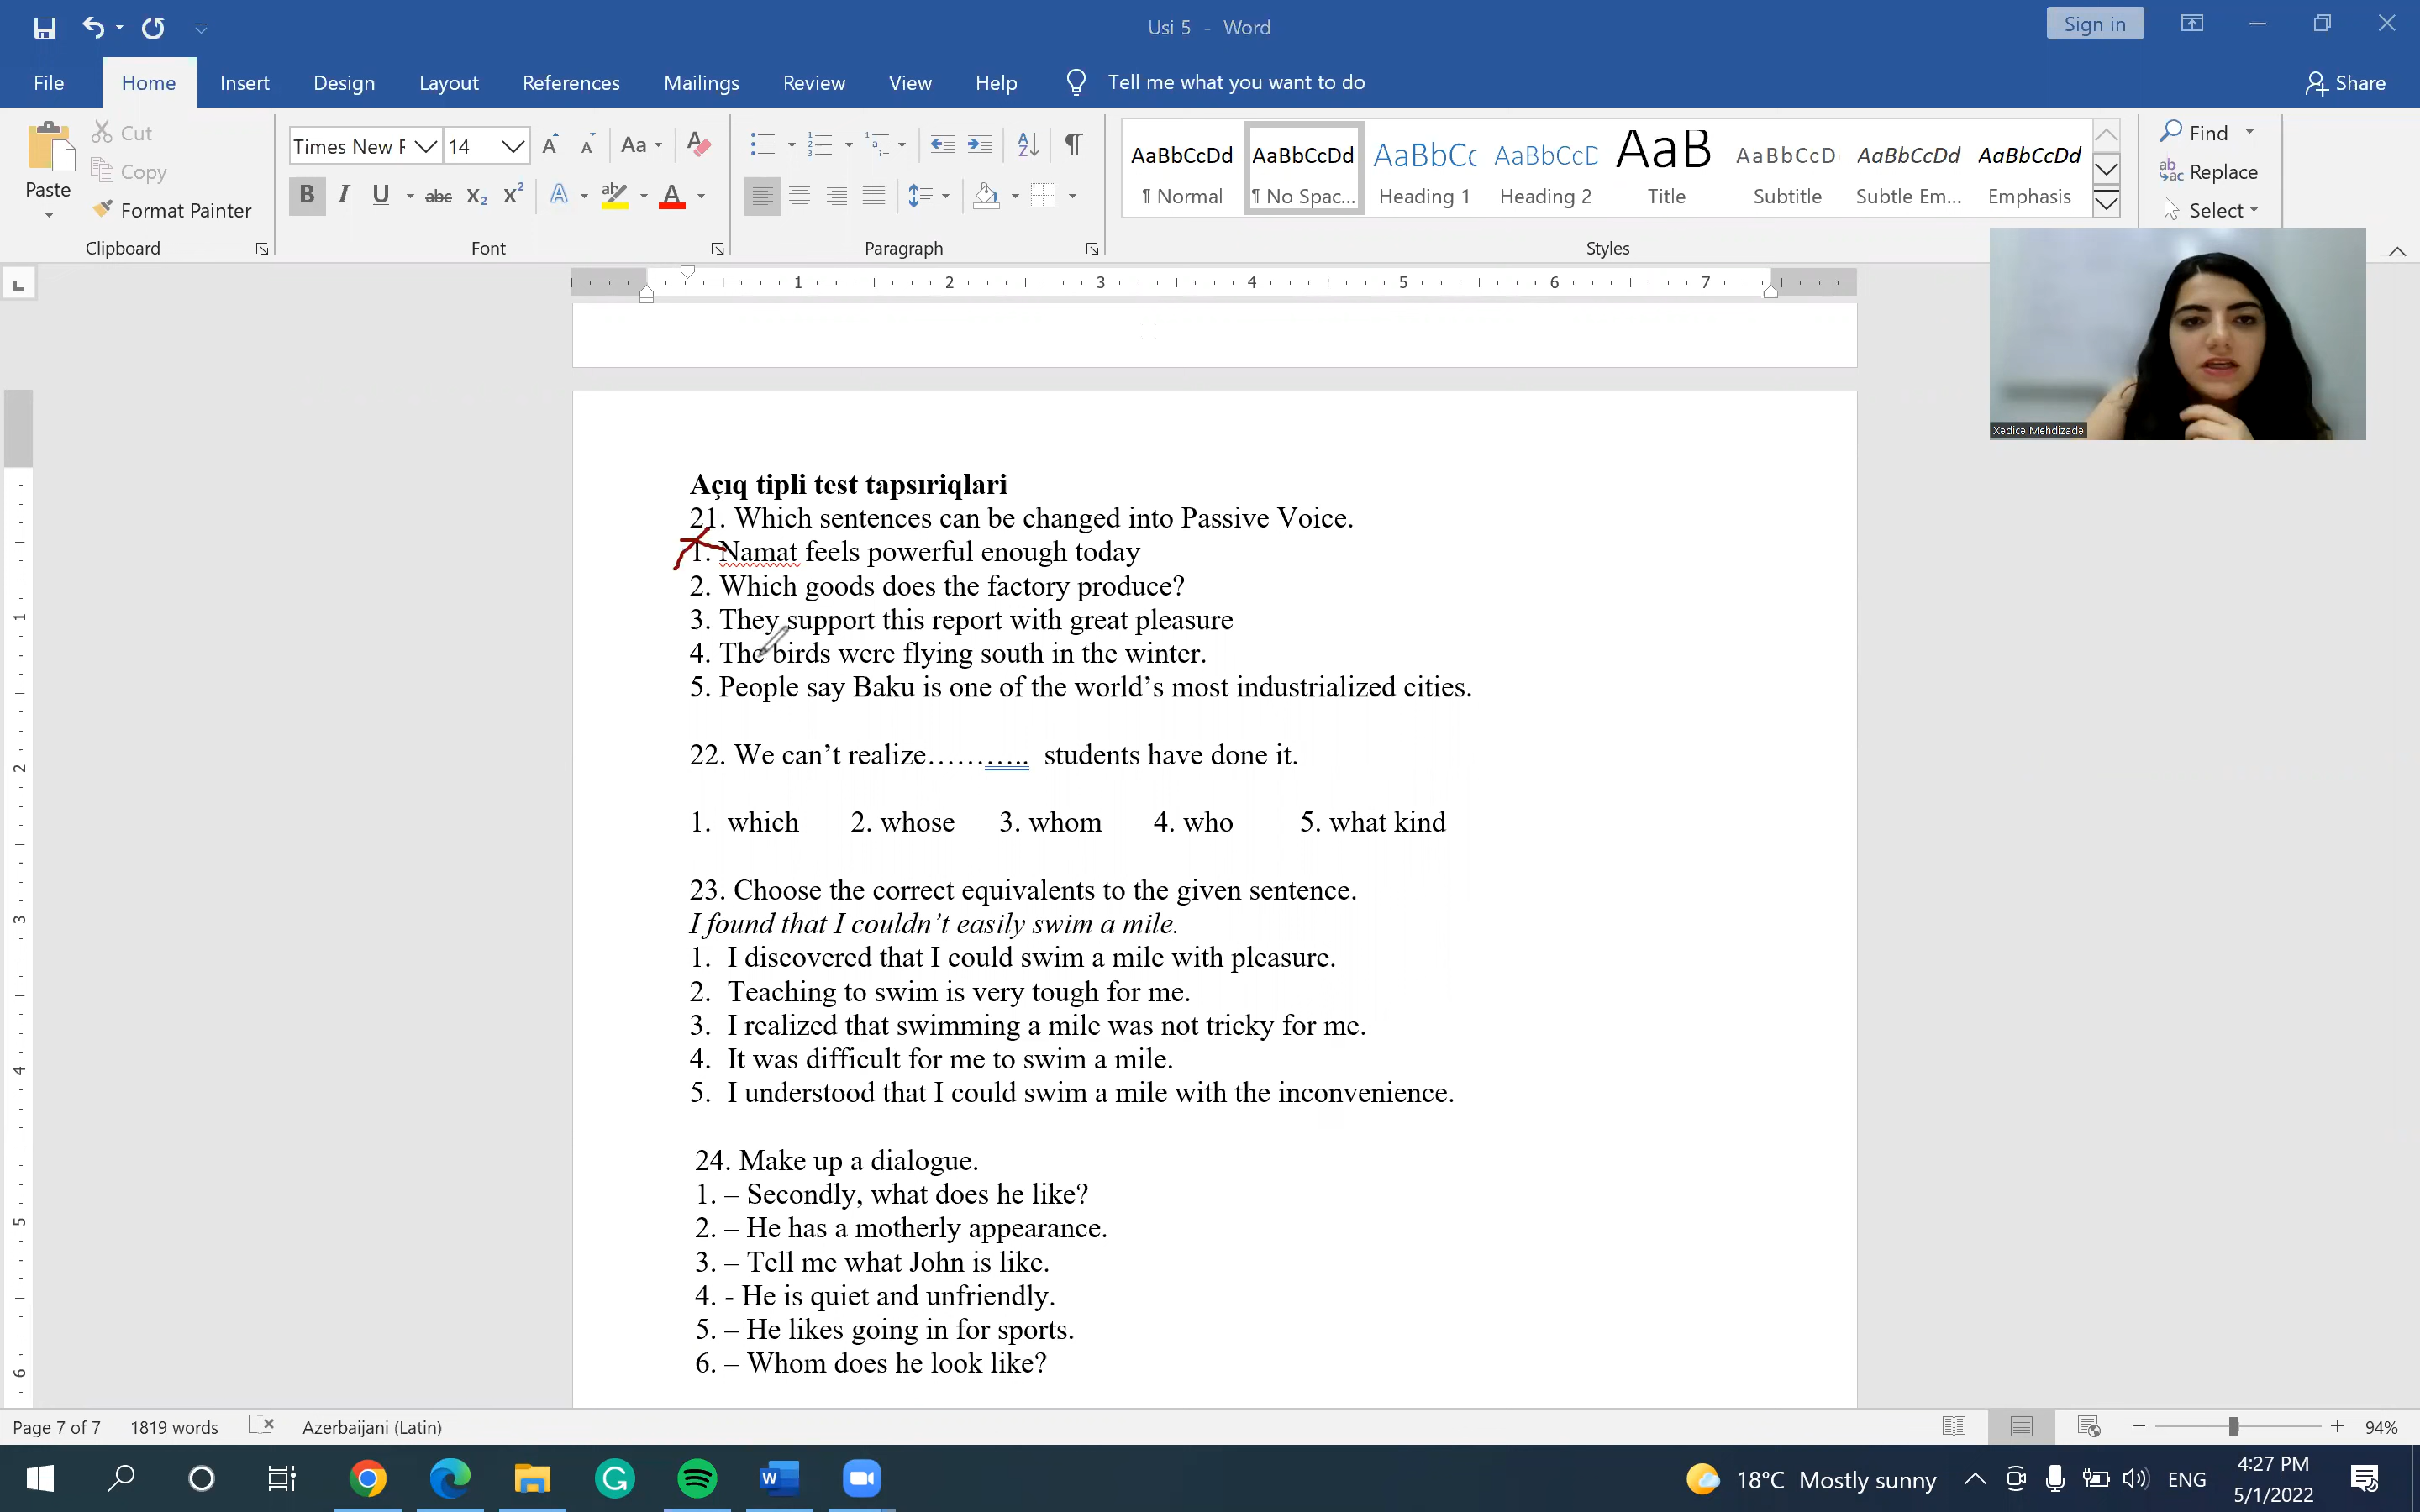 Usi 5 - Word
Sign in
File Home Insert Design Layout References Mailings Review View Help Tell me what you want to do Share
Paste
Cut
Copy
Format Painter
Clipboard
Times New F 14
Font
Paragraph
AaBbCcDd AaBbCcDd AaBbCc AaBbCcD AaB AaBbCcD AaBbCcDd AaBbCcDd
¶ Normal ¶ No Spac... Heading 1 Heading 2 Title Subtitle Subtle Em... Emphasis
Styles
Find
Replace
Select
Xədicə Mehdizadə
1 2 3 4 5 6 7
Açıq tipli test tapsıriqlari
21. Which sentences can be changed into Passive Voice.
1. Namat feels powerful enough today
2. Which goods does the factory produce?
3. They support this report with great pleasure
4. The birds were flying south in the winter.
5. People say Baku is one of the world’s most industrialized cities.
22. We can’t realize……….. students have done it.
1. which 2. whose 3. whom 4. who 5. what kind
23. Choose the correct equivalents to the given sentence.
I found that I couldn’t easily swim a mile.
1. I discovered that I could swim a mile with pleasure.
2. Teaching to swim is very tough for me.
3. I realized that swimming a mile was not tricky for me.
4. It was difficult for me to swim a mile.
5. I understood that I could swim a mile with the inconvenience.
24. Make up a dialogue.
1. – Secondly, what does he like?
2. – He has a motherly appearance.
3. – Tell me what John is like.
4. - He is quiet and unfriendly.
5. – He likes going in for sports.
6. – Whom does he look like?
Page 7 of 7 1819 words Azerbaijani (Latin) 94%
18°C Mostly sunny ENG 4:27 PM
5/1/2022